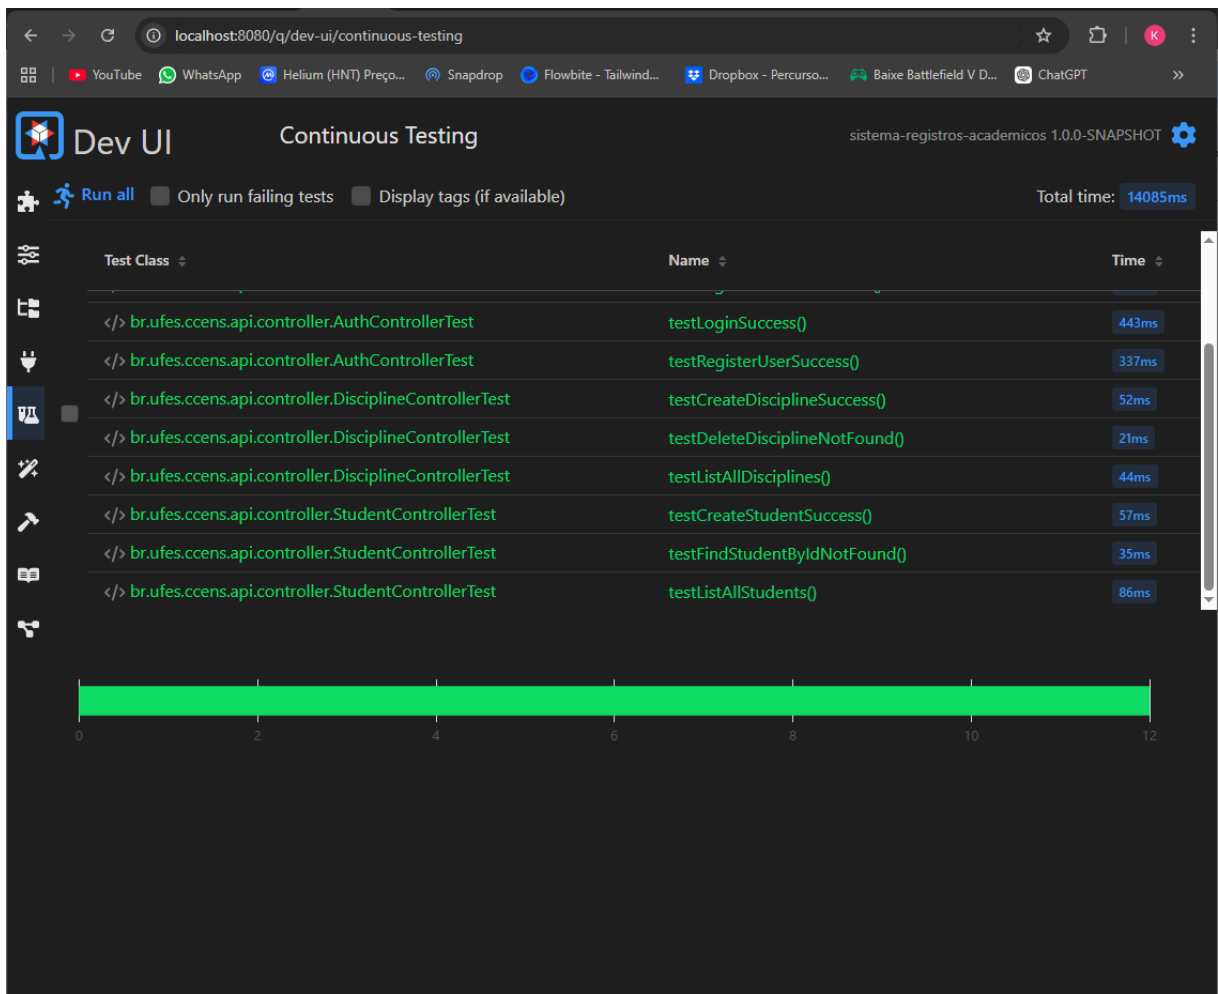 localhost:8080/q/dev-ui/continuous-testing
K
YouTube WhatsApp Helium (HNT) Preço... Snapdrop Flowbite - Tailwind... Dropbox - Percurso... Baixe Battlefield V D... ChatGPT »
Dev UI Continuous Testing sistema-registros-academicos 1.0.0-SNAPSHOT
Run all Only run failing tests Display tags (if available) Total time: 14085ms
Test Class Name Time
</> br.ufes.ccens.api.controller.AuthControllerTest testLoginSuccess() 443ms
</> br.ufes.ccens.api.controller.AuthControllerTest testRegisterUserSuccess() 337ms
</> br.ufes.ccens.api.controller.DisciplineControllerTest testCreateDisciplineSuccess() 52ms
</> br.ufes.ccens.api.controller.DisciplineControllerTest testDeleteDisciplineNotFound() 21ms
</> br.ufes.ccens.api.controller.DisciplineControllerTest testListAllDisciplines() 44ms
</> br.ufes.ccens.api.controller.StudentControllerTest testCreateStudentSuccess() 57ms
</> br.ufes.ccens.api.controller.StudentControllerTest testFindStudentByIdNotFound() 35ms
</> br.ufes.ccens.api.controller.StudentControllerTest testListAllStudents() 86ms
0 2 4 6 8 10 12